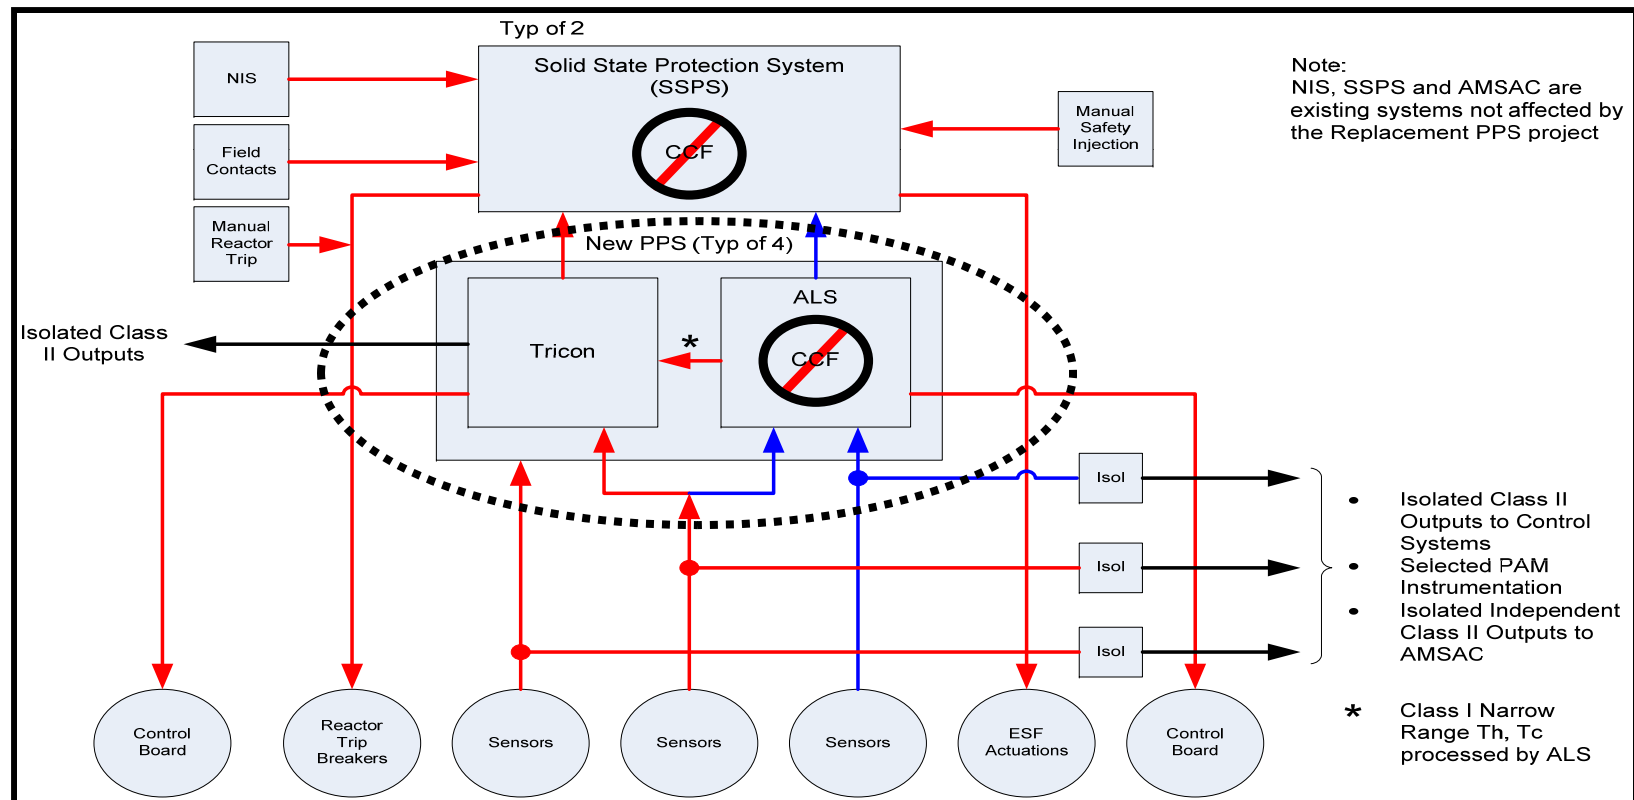 Typ of 2
NIS
Solid State Protection System
(SSPS)
CCF
Note:
NIS, SSPS and AMSAC are
existing systems not affected by
the Replacement PPS project
Manual
Safety
Injection
Field
Contacts
Manual
Reactor
Trip
New PPS (Typ of 4)
Isolated Class
II Outputs
Tricon
*
ALS
CCF
Isol
Isol
Isol
• Isolated Class II
Outputs to Control
Systems
• Selected PAM
Instrumentation
• Isolated Independent
Class II Outputs to
AMSAC
* Class I Narrow
Range Th, Tc
processed by ALS
Control
Board
Reactor
Trip
Breakers
Sensors
Sensors
Sensors
ESF
Actuations
Control
Board